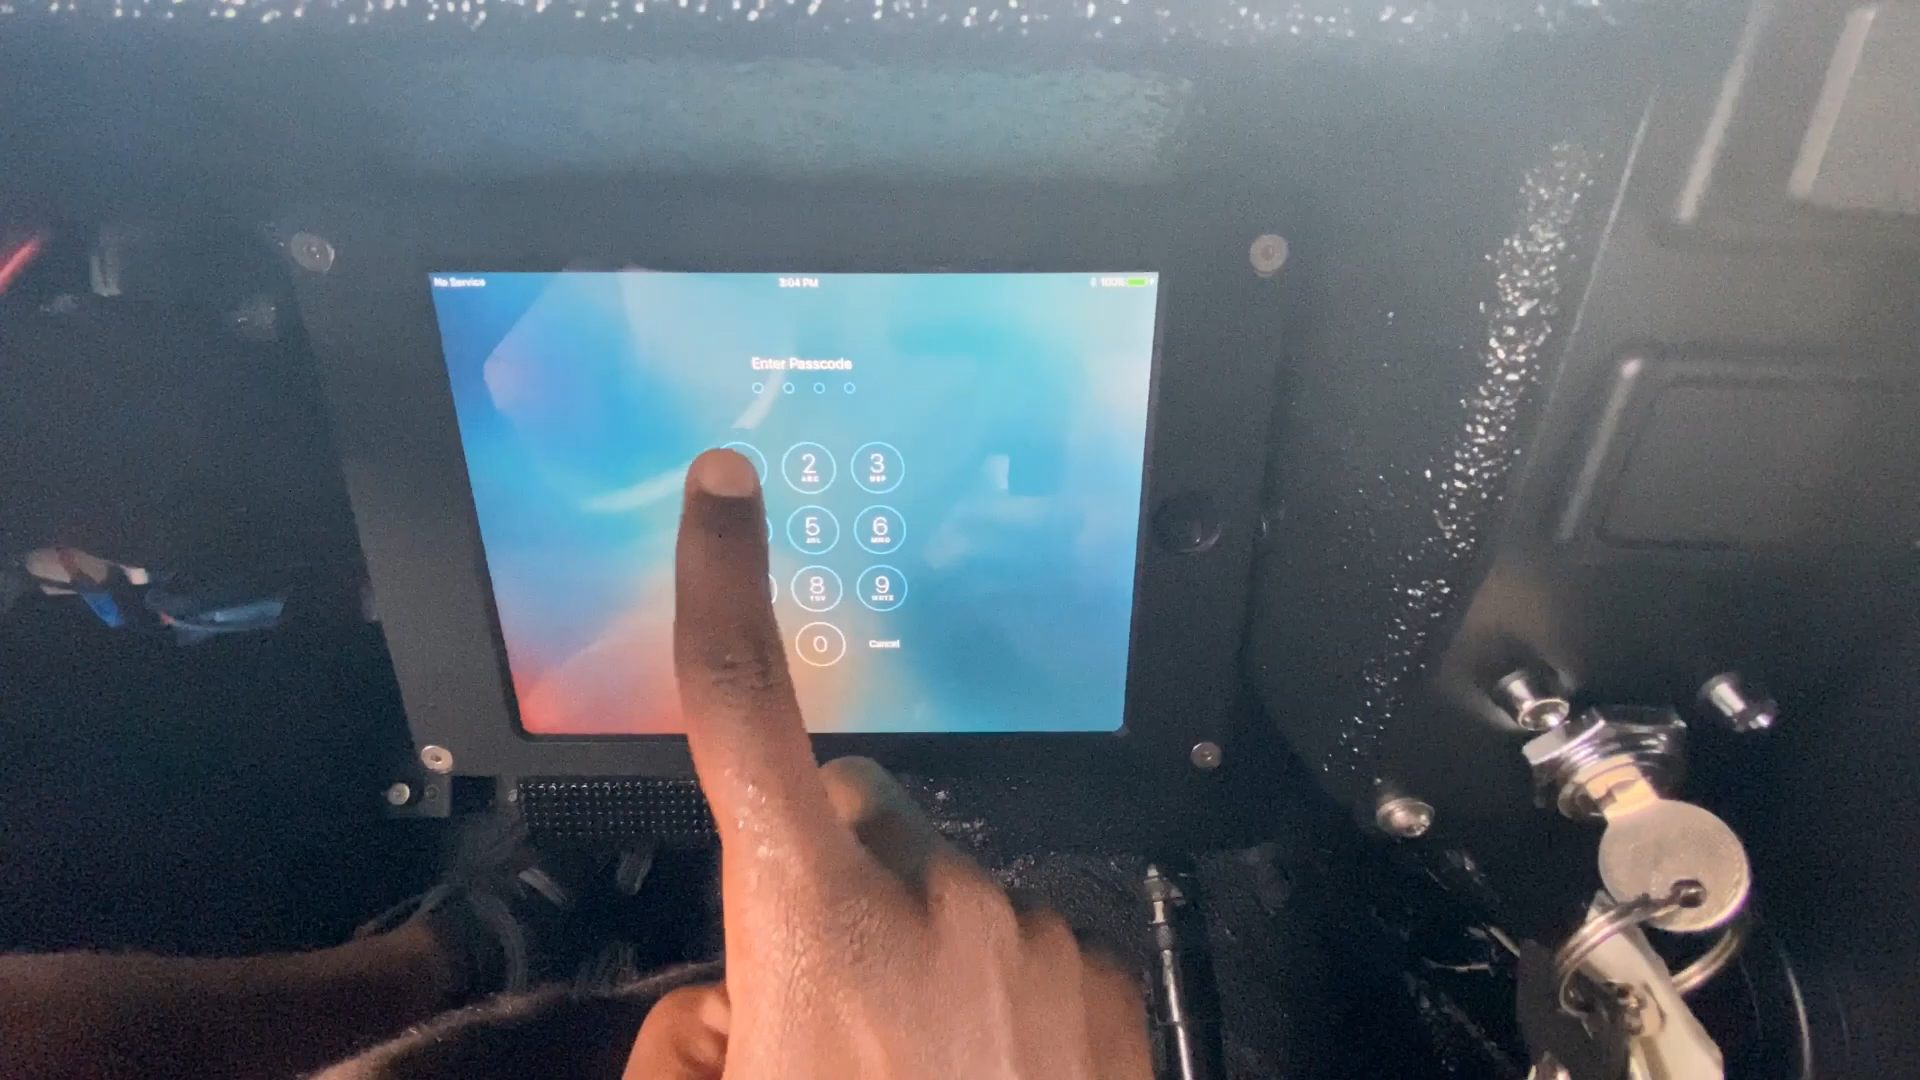 No Service 3:04 PM 100%
Enter Passcode
2 3
ABC DEF
5 6
JKL MNO
8 9
TUV WXYZ
0 Cancel